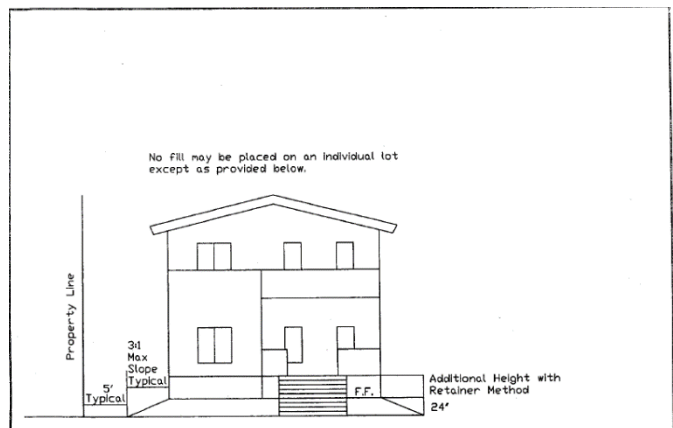 No fill may be placed on an individual lot
except as provided below.
Property Line
3:1
Max
Slope
Typical
5'
Typical
F.F.
Additional Height with
Retainer Method
24"